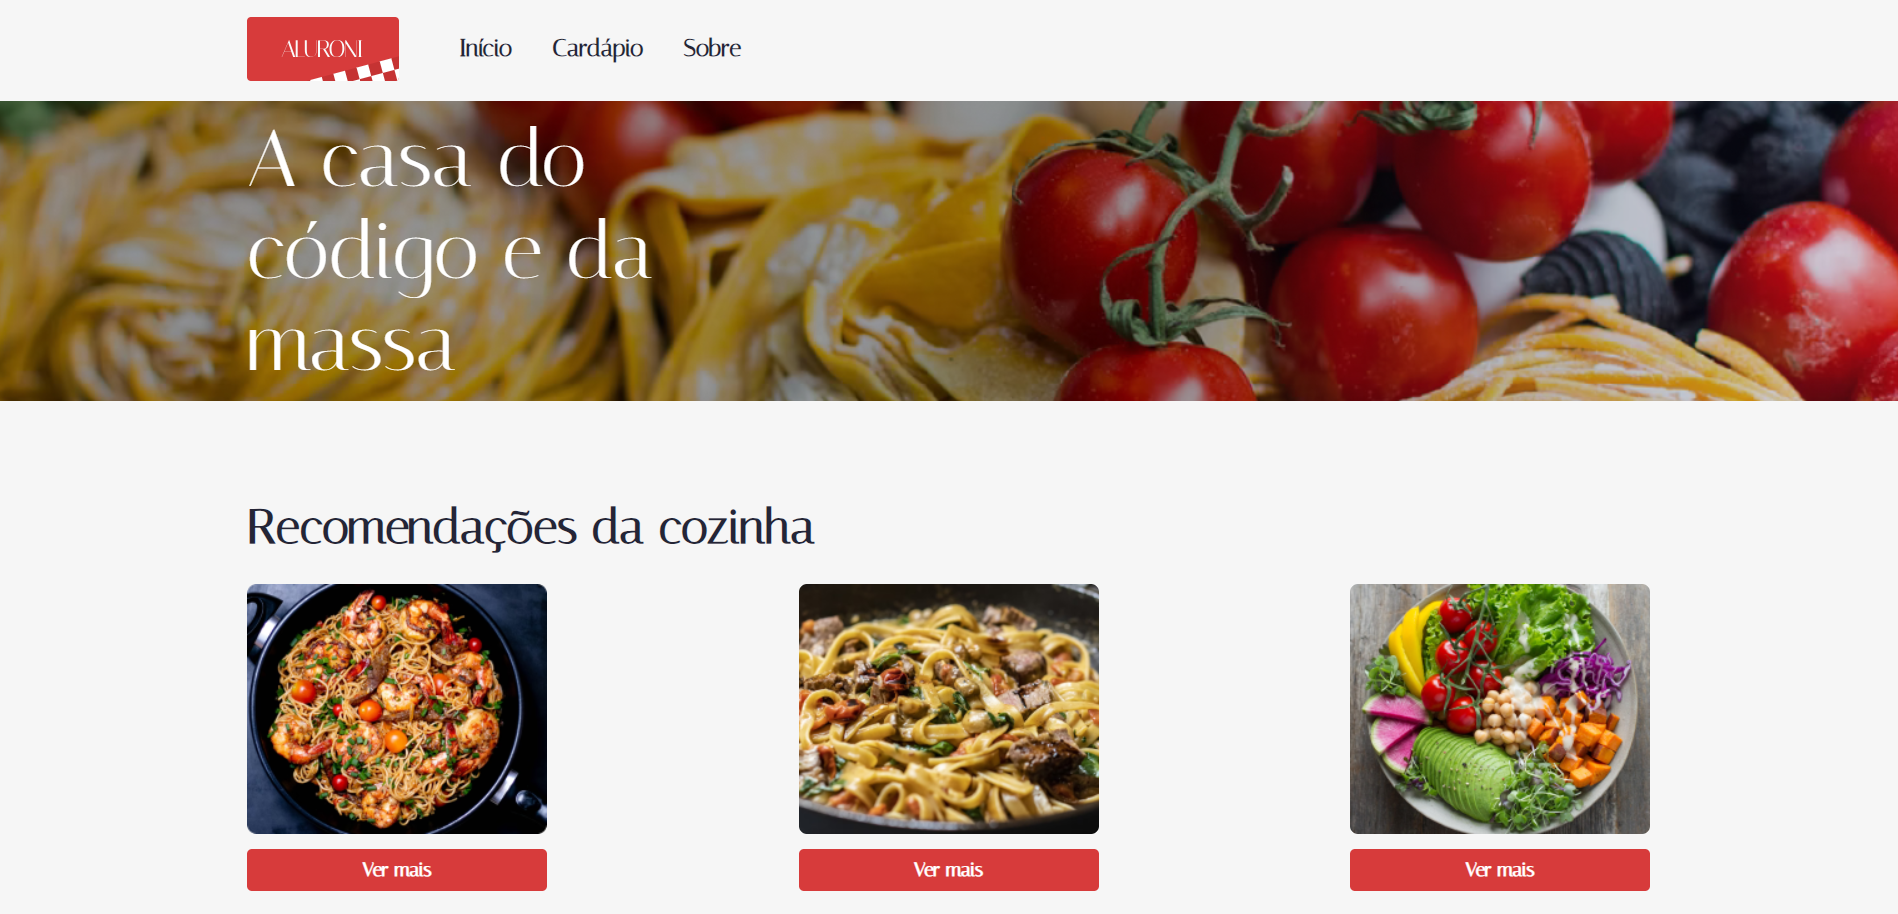 ALURONI
Início Cardápio Sobre
A casa do
código e da
massa
Recomendações da cozinha
Ver mais Ver mais Ver mais